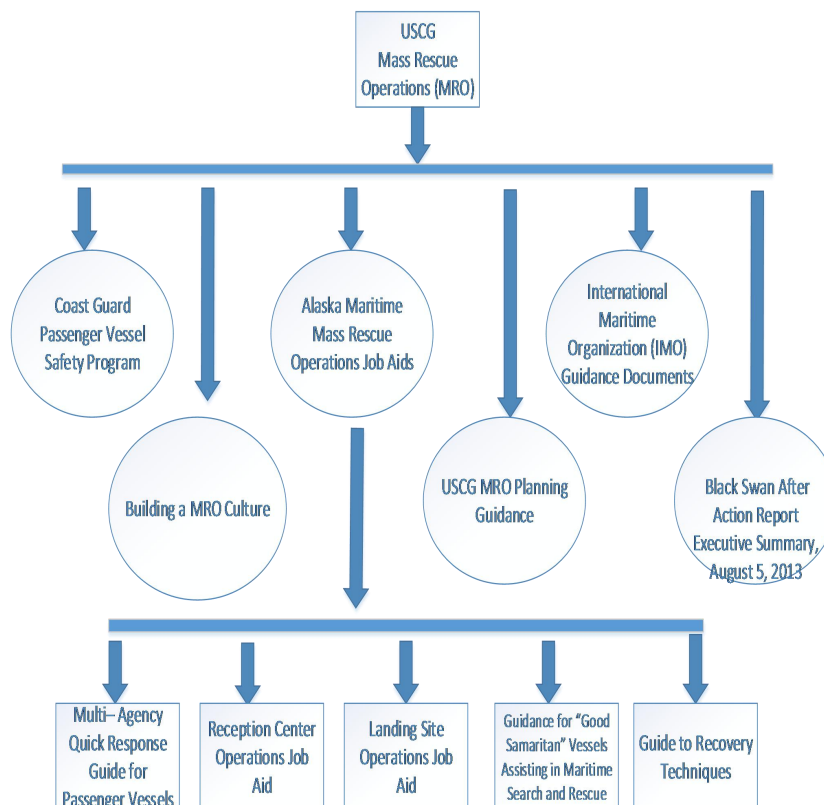 USCG
Mass Rescue
Operations (MRO)
Coast Guard
Passenger Vessel
Safety Program
Alaska Maritime
Mass Rescue
Operations Job Aids
International
Maritime
Organization (IMO)
Guidance Documents
Building a MRO Culture
USCG MRO Planning
Guidance
Black Swan After
Action Report
Executive Summary,
August 5, 2013
Multi– Agency
Quick Response
Guide for
Passenger Vessels
Reception Center
Operations Job
Aid
Landing Site
Operations Job
Aid
Guidance for “Good
Samaritan” Vessels
Assisting in Maritime
Search and Rescue
Guide to Recovery
Techniques